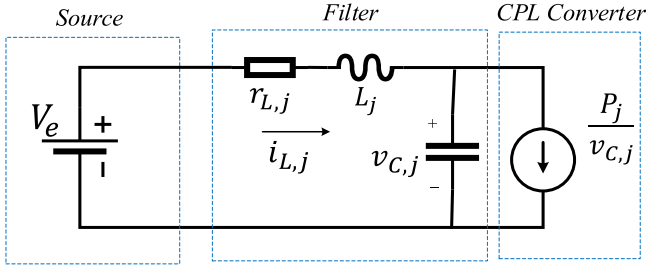 Source
Filter
CPL Converter
V_e
+
−
r_{L,j}
L_j
i_{L,j}
+
v_{C,j}
−
P_j
v_{C,j}